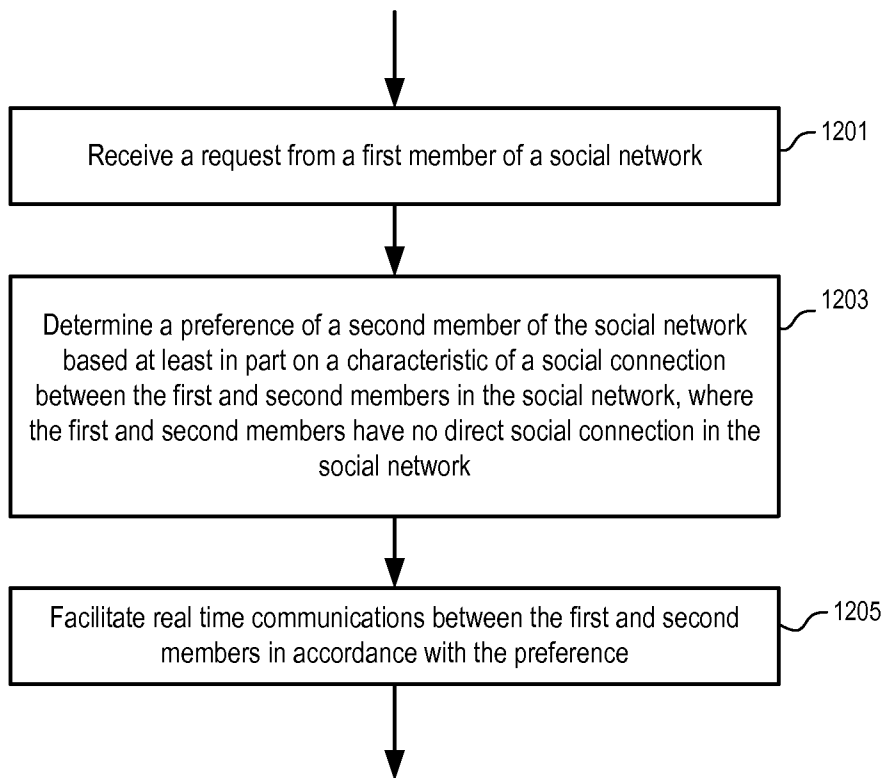 Receive a request from a first member of a social network
1201
Determine a preference of a second member of the social network
based at least in part on a characteristic of a social connection
between the first and second members in the social network, where
the first and second members have no direct social connection in the
social network
1203
Facilitate real time communications between the first and second
members in accordance with the preference
1205